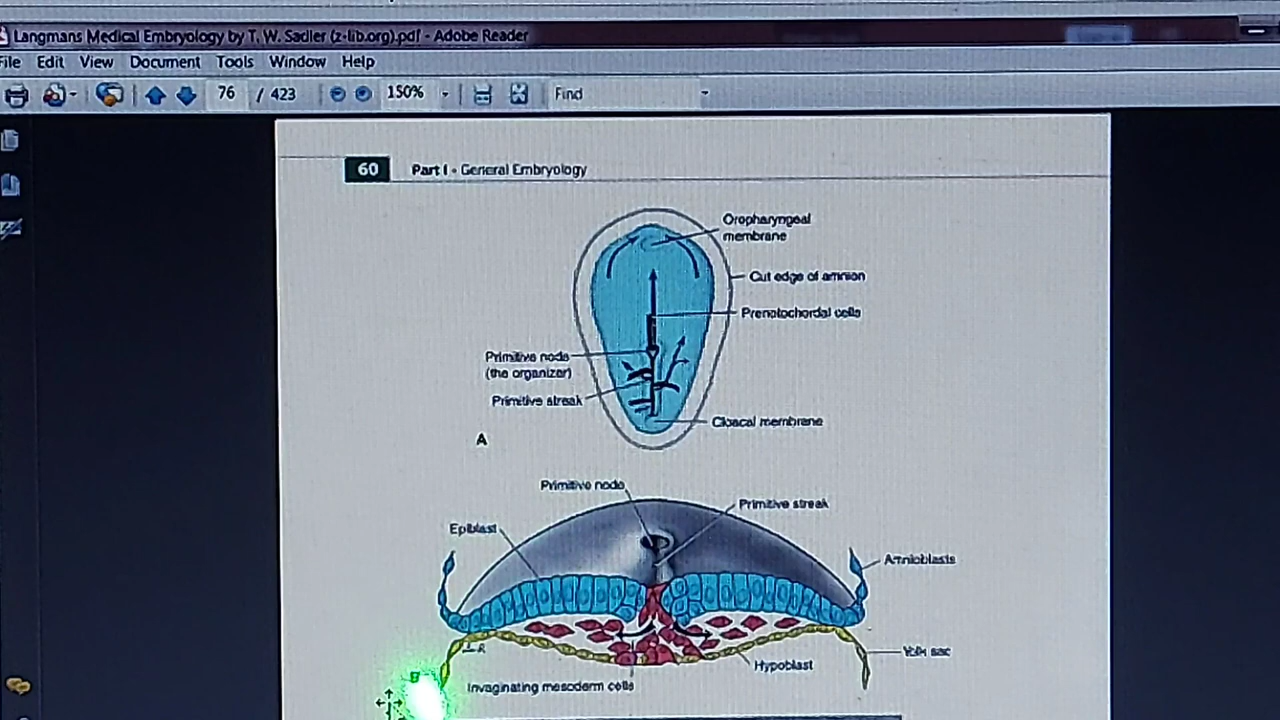 Langmans Medical Embryology by T. W. Sadler (z-lib.org).pdf - Adobe Reader
File Edit View Document Tools Window Help
76 / 423 150% Find
60 Part I • General Embryology
Oropharyngeal
membrane
Cut edge of amnion
Prenotochordal cells
Primitive node
(the organizer)
Primitive streak
Cloacal membrane
A
Primitive node
Primitive streak
Epiblast
Amnioblasts
Yolk sac
Hypoblast
Invaginating mesoderm cells